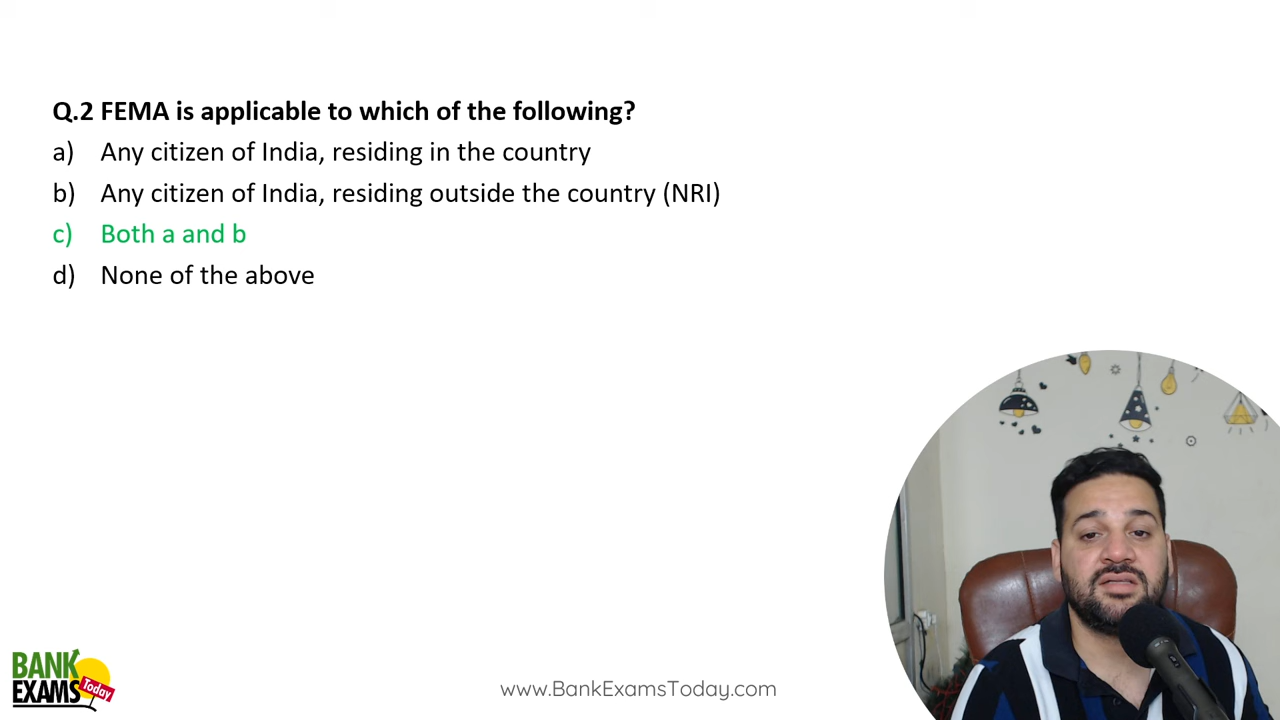 Q.2 FEMA is applicable to which of the following?
a) Any citizen of India, residing in the country
b) Any citizen of India, residing outside the country (NRI)
c) Both a and b
d) None of the above
BANK
EXAMS Today
www.BankExamsToday.com